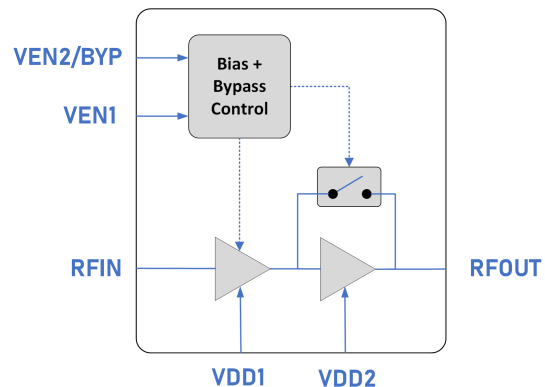 VEN2/BYP
VEN1
Bias +
Bypass
Control
RFIN
RFOUT
VDD1
VDD2